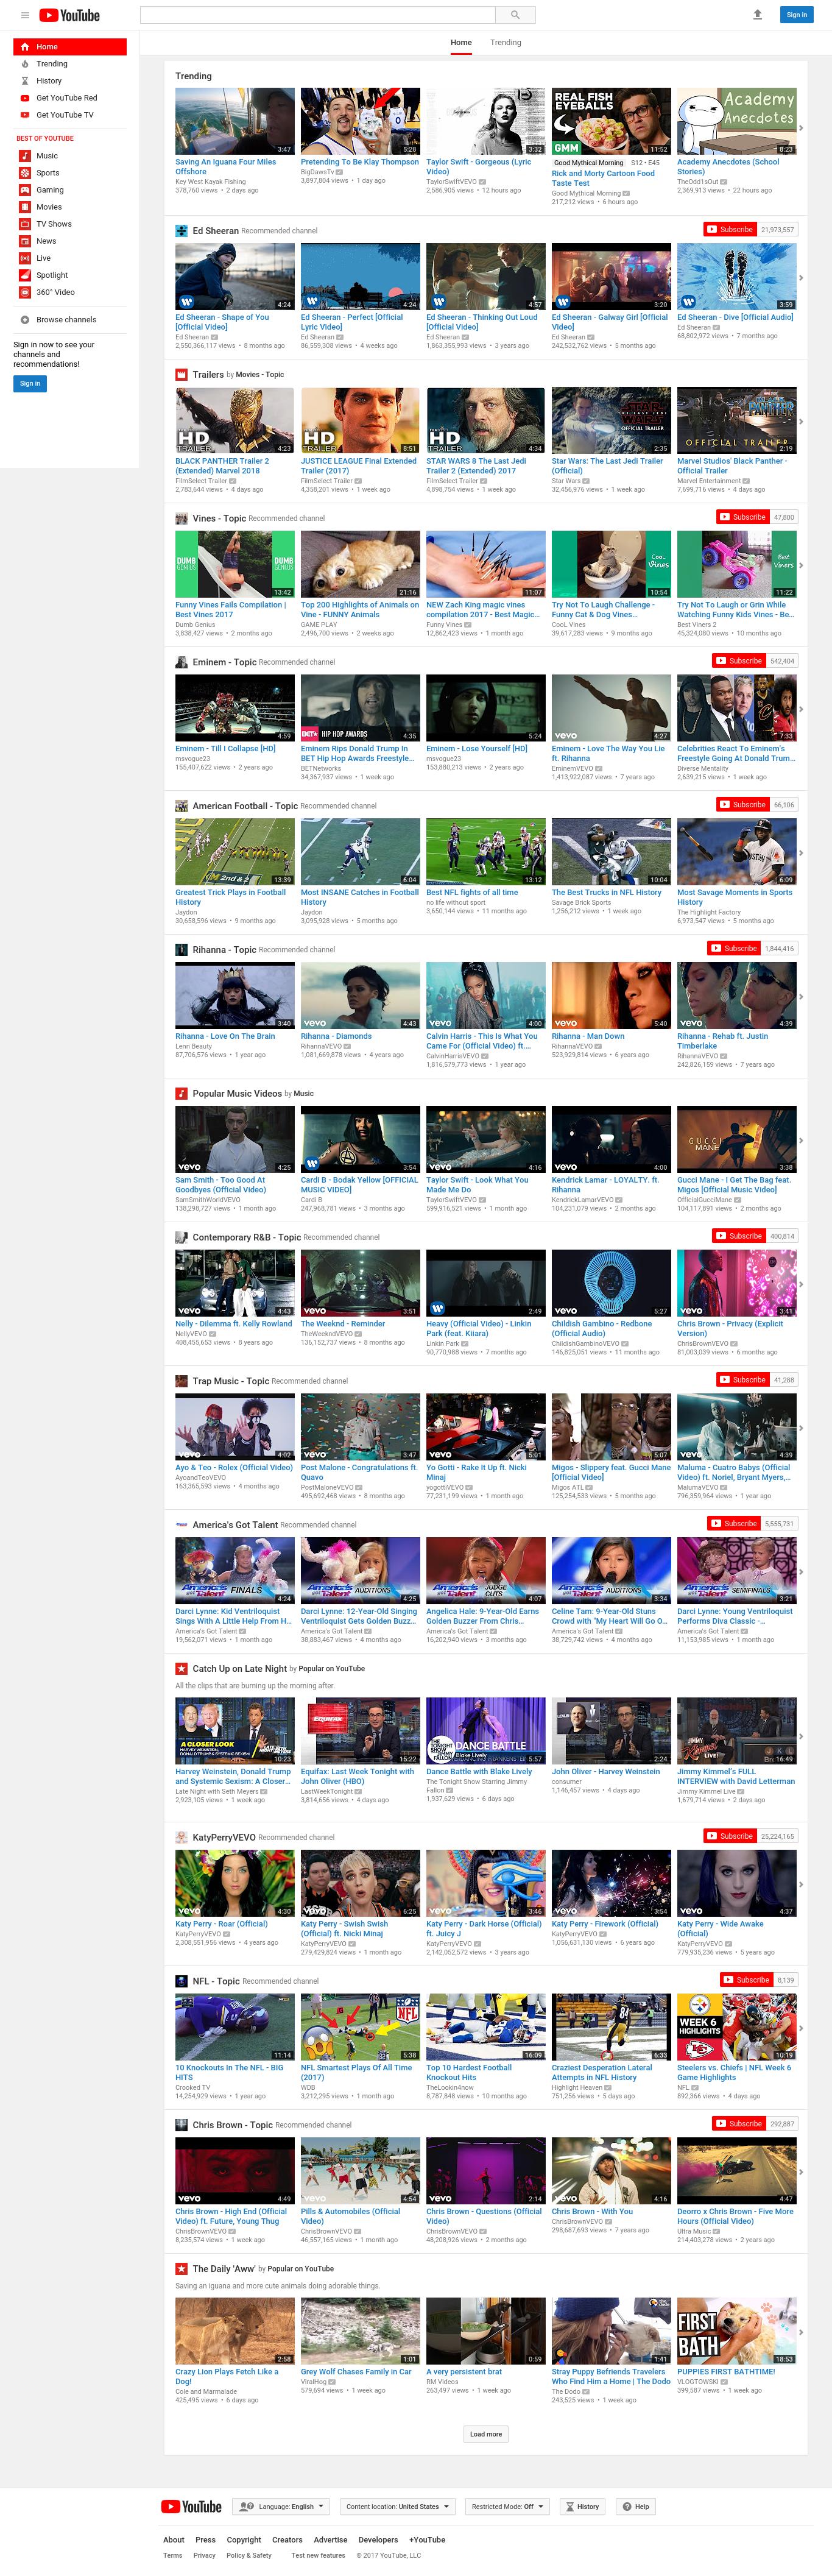 YouTube
Sign in
Home
Trending
History
Get YouTube Red
Get YouTube TV
BEST OF YOUTUBE
Music
Sports
Gaming
Movies
TV Shows
News
Live
Spotlight
360° Video
Browse channels
Sign in now to see your
channels and
recommendations!
Sign in
Home Trending
Trending
3:47 5:28 3:32 11:52 8:23
Saving An Iguana Four Miles
Offshore
Key West Kayak Fishing
378,760 views • 2 days ago
Pretending To Be Klay Thompson
BigDawsTv
3,897,804 views • 1 day ago
Taylor Swift - Gorgeous (Lyric
Video)
TaylorSwiftVEVO
2,586,905 views • 12 hours ago
REAL FISH
EYEBALLS
GMM
Good Mythical Morning S12 • E45
Rick and Morty Cartoon Food
Taste Test
Good Mythical Morning
217,212 views • 6 hours ago
Academy
Anecdotes
Academy Anecdotes (School
Stories)
TheOdd1sOut
2,369,913 views • 22 hours ago
Ed Sheeran Recommended channel
Subscribe 21,973,557
4:24 4:24 4:57 3:20 3:59
Ed Sheeran - Shape of You
[Official Video]
Ed Sheeran
2,550,366,117 views • 8 months ago
Ed Sheeran - Perfect [Official
Lyric Video]
Ed Sheeran
86,559,308 views • 4 weeks ago
Ed Sheeran - Thinking Out Loud
[Official Video]
Ed Sheeran
1,863,355,993 views • 3 years ago
Ed Sheeran - Galway Girl [Official
Video]
Ed Sheeran
242,532,762 views • 5 months ago
Ed Sheeran - Dive [Official Audio]
Ed Sheeran
68,802,972 views • 7 months ago
Trailers by Movies - Topic
4:23 8:51 4:34 2:35 2:19
BLACK PANTHER Trailer 2
(Extended) Marvel 2018
FilmSelect Trailer
2,783,644 views • 4 days ago
JUSTICE LEAGUE Final Extended
Trailer (2017)
FilmSelect Trailer
4,358,201 views • 1 week ago
STAR WARS 8 The Last Jedi
Trailer 2 (Extended) 2017
FilmSelect Trailer
4,898,754 views • 1 week ago
Star Wars: The Last Jedi Trailer
(Official)
Star Wars
32,456,976 views • 1 week ago
Marvel Studios' Black Panther -
Official Trailer
Marvel Entertainment
7,699,716 views • 4 days ago
Vines - Topic Recommended channel
Subscribe 47,800
13:42 21:16 11:07 10:54 11:22
Funny Vines Fails Compilation |
Best Vines 2017
Dumb Genius
3,838,427 views • 2 months ago
Top 200 Highlights of Animals on
Vine - FUNNY Animals
GAME PLAY
2,496,700 views • 2 weeks ago
NEW Zach King magic vines
compilation 2017 - Best Magic...
Funny Vines
12,862,423 views • 1 month ago
Try Not To Laugh Challenge -
Funny Cat & Dog Vines...
CooL Vines
39,617,283 views • 9 months ago
Try Not To Laugh or Grin While
Watching Funny Kids Vines - Be...
Best Viners 2
45,324,080 views • 10 months ago
Eminem - Topic Recommended channel
Subscribe 542,404
4:59 4:35 5:24 4:27 7:33
Eminem - Till I Collapse [HD]
msvogue23
155,407,622 views • 2 years ago
Eminem Rips Donald Trump In
BET Hip Hop Awards Freestyle...
BETNetworks
34,367,937 views • 1 week ago
Eminem - Lose Yourself [HD]
msvogue23
153,880,213 views • 2 years ago
Eminem - Love The Way You Lie
ft. Rihanna
EminemVEVO
1,413,922,087 views • 7 years ago
Celebrities React To Eminem's
Freestyle Going At Donald Trum...
Diverse Mentality
2,639,215 views • 1 week ago
American Football - Topic Recommended channel
Subscribe 66,106
13:39 6:04 13:12 10:04 6:09
Greatest Trick Plays in Football
History
Jaydon
30,658,596 views • 9 months ago
Most INSANE Catches in Football
History
Jaydon
3,095,928 views • 5 months ago
Best NFL fights of all time
no life without sport
3,650,144 views • 11 months ago
The Best Trucks in NFL History
Savage Brick Sports
1,256,212 views • 1 week ago
Most Savage Moments in Sports
History
The Highlight Factory
6,973,547 views • 5 months ago
Rihanna - Topic Recommended channel
Subscribe 1,844,416
3:40 4:43 4:00 5:40 4:39
Rihanna - Love On The Brain
Lenn Beauty
87,706,576 views • 1 year ago
Rihanna - Diamonds
RihannaVEVO
1,081,669,878 views • 4 years ago
Calvin Harris - This Is What You
Came For (Official Video) ft....
CalvinHarrisVEVO
1,816,579,773 views • 1 year ago
Rihanna - Man Down
RihannaVEVO
523,929,814 views • 6 years ago
Rihanna - Rehab ft. Justin
Timberlake
RihannaVEVO
242,826,159 views • 7 years ago
Popular Music Videos by Music
4:25 3:54 4:16 4:00 3:38
Sam Smith - Too Good At
Goodbyes (Official Video)
SamSmithWorldVEVO
138,298,727 views • 1 month ago
Cardi B - Bodak Yellow [OFFICIAL
MUSIC VIDEO]
Cardi B
247,968,781 views • 3 months ago
Taylor Swift - Look What You
Made Me Do
TaylorSwiftVEVO
599,916,521 views • 1 month ago
Kendrick Lamar - LOYALTY. ft.
Rihanna
KendrickLamarVEVO
104,231,079 views • 2 months ago
Gucci Mane - I Get The Bag feat.
Migos [Official Music Video]
OfficialGucciMane
104,117,891 views • 2 months ago
Contemporary R&B - Topic Recommended channel
Subscribe 400,814
4:43 3:51 2:49 5:27 3:41
Nelly - Dilemma ft. Kelly Rowland
NellyVEVO
408,455,653 views • 8 years ago
The Weeknd - Reminder
TheWeekndVEVO
136,152,737 views • 8 months ago
Heavy (Official Video) - Linkin
Park (feat. Kiiara)
Linkin Park
90,770,988 views • 7 months ago
Childish Gambino - Redbone
(Official Audio)
ChildishGambinoVEVO
146,825,051 views • 11 months ago
Chris Brown - Privacy (Explicit
Version)
ChrisBrownVEVO
81,003,039 views • 6 months ago
Trap Music - Topic Recommended channel
Subscribe 41,288
4:02 3:47 5:01 5:07 4:39
Ayo & Teo - Rolex (Official Video)
AyoandTeoVEVO
163,365,593 views • 4 months ago
Post Malone - Congratulations ft.
Quavo
PostMaloneVEVO
495,692,468 views • 8 months ago
Yo Gotti - Rake It Up ft. Nicki
Minaj
yogottiVEVO
77,231,199 views • 1 month ago
Migos - Slippery feat. Gucci Mane
[Official Video]
Migos ATL
125,254,533 views • 5 months ago
Maluma - Cuatro Babys (Official
Video) ft. Noriel, Bryant Myers,...
MalumaVEVO
796,359,964 views • 1 year ago
America's Got Talent Recommended channel
Subscribe 5,555,731
4:24 4:25 4:07 3:34 3:21
Darci Lynne: Kid Ventriloquist
Sings With A Little Help From H...
America's Got Talent
19,562,071 views • 1 month ago
Darci Lynne: 12-Year-Old Singing
Ventriloquist Gets Golden Buzz...
America's Got Talent
38,883,467 views • 4 months ago
Angelica Hale: 9-Year-Old Earns
Golden Buzzer From Chris...
America's Got Talent
16,202,940 views • 3 months ago
Celine Tam: 9-Year-Old Stuns
Crowd with "My Heart Will Go O...
America's Got Talent
38,729,742 views • 4 months ago
Darci Lynne: Young Ventriloquist
Performs Diva Classic -...
America's Got Talent
11,153,985 views • 1 month ago
Catch Up on Late Night by Popular on YouTube
All the clips that are burning up the morning after.
10:23 15:22 5:57 2:24 16:49
Harvey Weinstein, Donald Trump
and Systemic Sexism: A Closer...
Late Night with Seth Meyers
2,923,105 views • 1 week ago
Equifax: Last Week Tonight with
John Oliver (HBO)
LastWeekTonight
3,814,656 views • 4 days ago
Dance Battle with Blake Lively
The Tonight Show Starring Jimmy
Fallon
1,937,629 views • 6 days ago
John Oliver - Harvey Weinstein
consumer
1,146,457 views • 4 days ago
Jimmy Kimmel's FULL
INTERVIEW with David Letterman
Jimmy Kimmel Live
1,679,714 views • 2 days ago
KatyPerryVEVO Recommended channel
Subscribe 25,224,165
4:30 6:25 3:46 3:54 4:37
Katy Perry - Roar (Official)
KatyPerryVEVO
2,308,551,956 views • 4 years ago
Katy Perry - Swish Swish
(Official) ft. Nicki Minaj
KatyPerryVEVO
279,429,824 views • 1 month ago
Katy Perry - Dark Horse (Official)
ft. Juicy J
KatyPerryVEVO
2,142,052,572 views • 3 years ago
Katy Perry - Firework (Official)
KatyPerryVEVO
1,056,631,130 views • 6 years ago
Katy Perry - Wide Awake
(Official)
KatyPerryVEVO
779,935,236 views • 5 years ago
NFL - Topic Recommended channel
Subscribe 8,139
11:14 5:38 16:09 6:33 10:19
10 Knockouts In The NFL - BIG
HITS
Crooked TV
14,254,929 views • 1 year ago
NFL Smartest Plays Of All Time
(2017)
WDB
3,212,295 views • 1 month ago
Top 10 Hardest Football
Knockout Hits
TheLookin4now
8,787,848 views • 10 months ago
Craziest Desperation Lateral
Attempts in NFL History
Highlight Heaven
751,256 views • 5 days ago
WEEK 6
HIGHLIGHTS
Steelers vs. Chiefs | NFL Week 6
Game Highlights
NFL
892,366 views • 4 days ago
Chris Brown - Topic Recommended channel
Subscribe 292,887
4:49 4:54 2:14 4:16 4:47
Chris Brown - High End (Official
Video) ft. Future, Young Thug
ChrisBrownVEVO
8,235,574 views • 1 week ago
Pills & Automobiles (Official
Video)
ChrisBrownVEVO
46,557,165 views • 1 month ago
Chris Brown - Questions (Official
Video)
ChrisBrownVEVO
48,208,926 views • 2 months ago
Chris Brown - With You
ChrisBrownVEVO
298,687,693 views • 7 years ago
Deorro x Chris Brown - Five More
Hours (Official Video)
Ultra Music
214,403,278 views • 2 years ago
The Daily 'Aww' by Popular on YouTube
Saving an iguana and more cute animals doing adorable things.
2:58 1:01 0:59 1:41 18:53
Crazy Lion Plays Fetch Like a
Dog!
Cole and Marmalade
425,495 views • 6 days ago
Grey Wolf Chases Family in Car
ViralHog
579,694 views • 1 week ago
A very persistent brat
RM Videos
263,497 views • 1 week ago
Stray Puppy Befriends Travelers
Who Find Him a Home | The Dodo
The Dodo
243,525 views • 1 week ago
FIRST
BATH
PUPPIES FIRST BATHTIME!
VLOGTOWSKI
399,587 views • 1 week ago
Load more
YouTube
Language: English
Content location: United States
Restricted Mode: Off
History
Help
About Press Copyright Creators Advertise Developers +YouTube
Terms Privacy Policy & Safety Test new features © 2017 YouTube, LLC